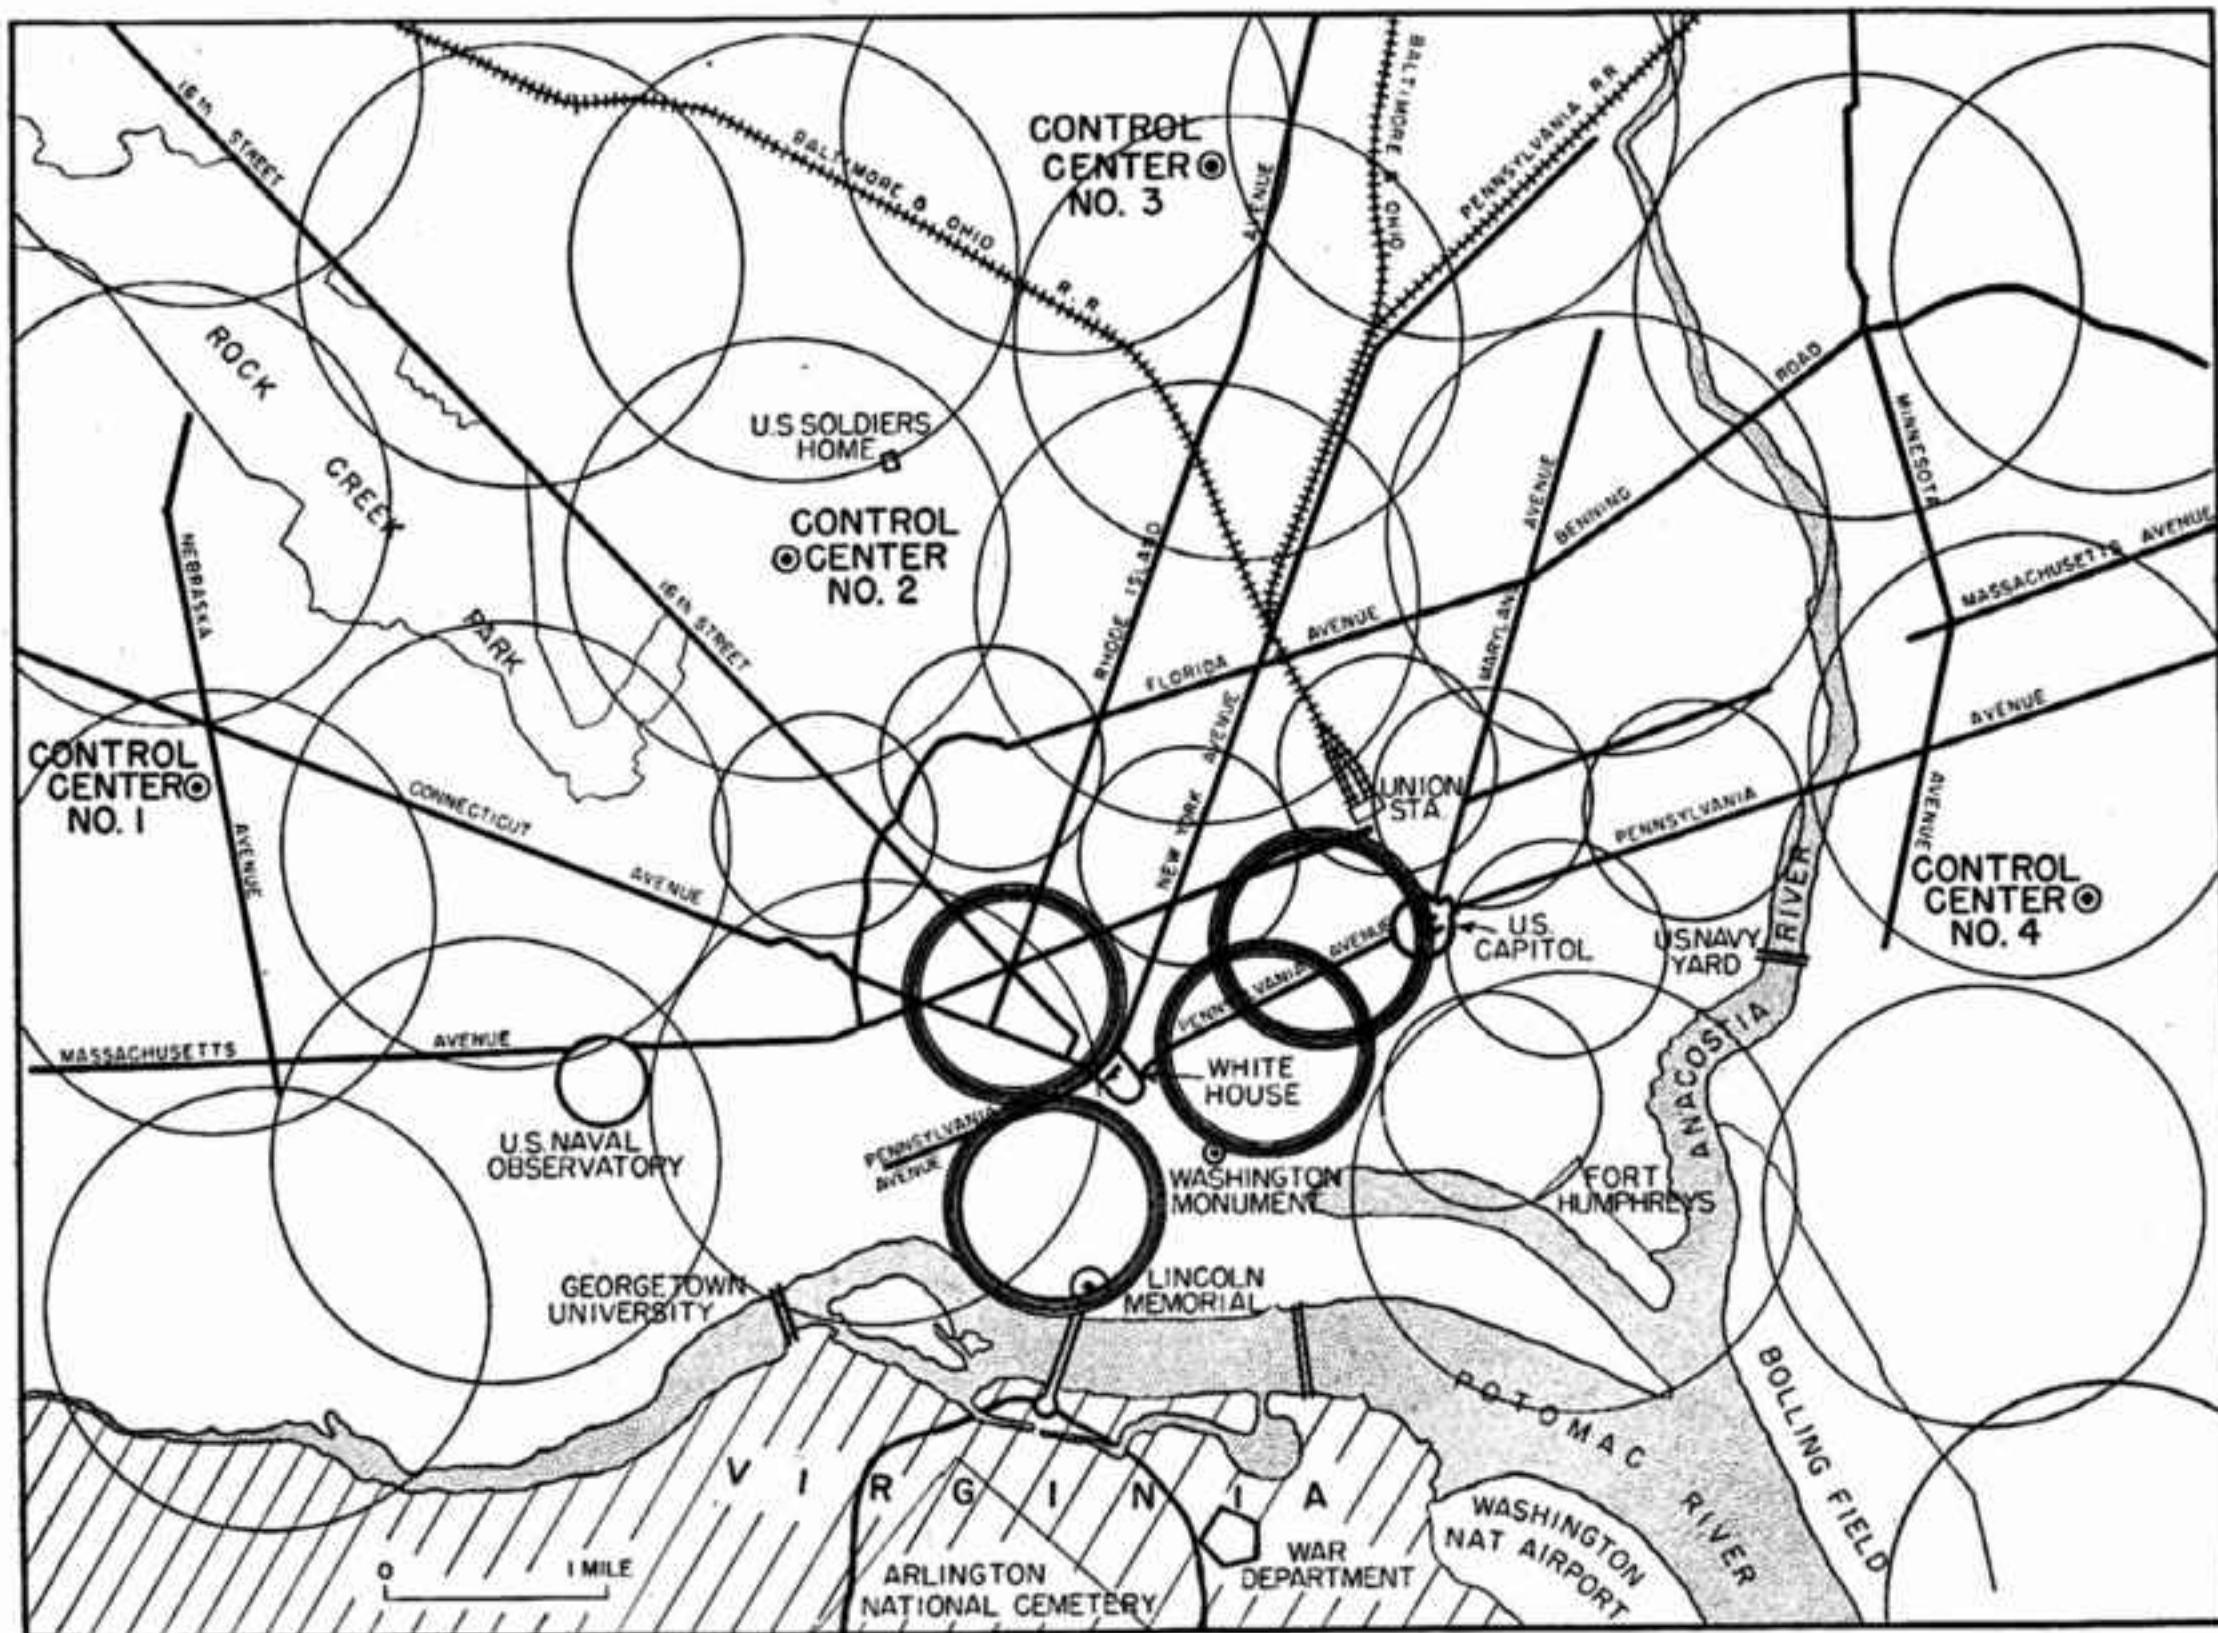 16th STREET
BALTIMORE & OHIO
R. R.
CONTROL
CENTER
NO. 3
AVENUE
BALTIMORE & OHIO
PENNSYLVANIA RR
ROCK
CREEK
PARK
U.S SOLDIERS
HOME
CONTROL
CENTER
NO. 2
16th STREET
RHODE ISLAND
FLORIDA
AVENUE
BENNING
ROAD
MARYLAND
AVENUE
MINNESOTA
AVENUE
MASSACHUSETTS AVENUE
NEBRASKA
AVENUE
CONTROL
CENTER
NO. 1
CONNECTICUT
AVENUE
NEW YORK AVENUE
UNION
STA.
PENNSYLVANIA
AVENUE
CONTROL
CENTER
NO. 4
U.S.
CAPITOL
U.S NAVY
YARD
ANACOSTIA
RIVER
PENNSYLVANIA AVENUE
MASSACHUSETTS
AVENUE
WHITE
HOUSE
U.S. NAVAL
OBSERVATORY
PENNSYLVANIA
AVENUE
WASHINGTON
MONUMENT
FORT
HUMPHREYS
GEORGETOWN
UNIVERSITY
LINCOLN
MEMORIAL
POTOMAC
RIVER
BOLLING FIELD
VIRGINIA
WASHINGTON
NAT AIRPORT
WAR
DEPARTMENT
ARLINGTON
NATIONAL CEMETERY
0 1 MILE